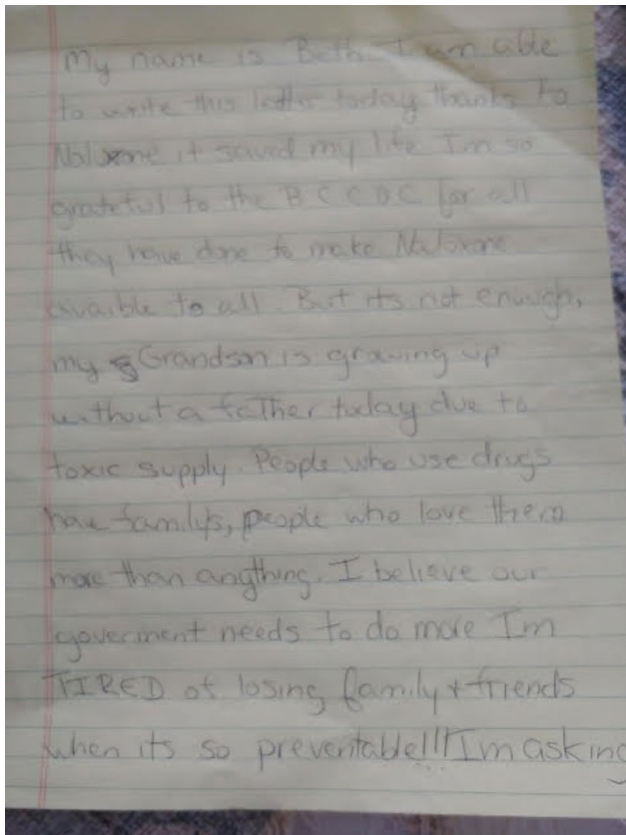 My name is Beth. I am able
to write this letter today thanks to
Naloxone it saved my life Im so
grateful to the BCCDC for all
they have done to make Naloxone
avaible to all. But its not enough,
my Grandson is growing up
without a father today due to
toxic supply. People who use drugs
have familys, people who love them
more than anything. I believe our
goverment needs to do more Im
TIRED of losing family + friends
when its so preventable!!! Im asking